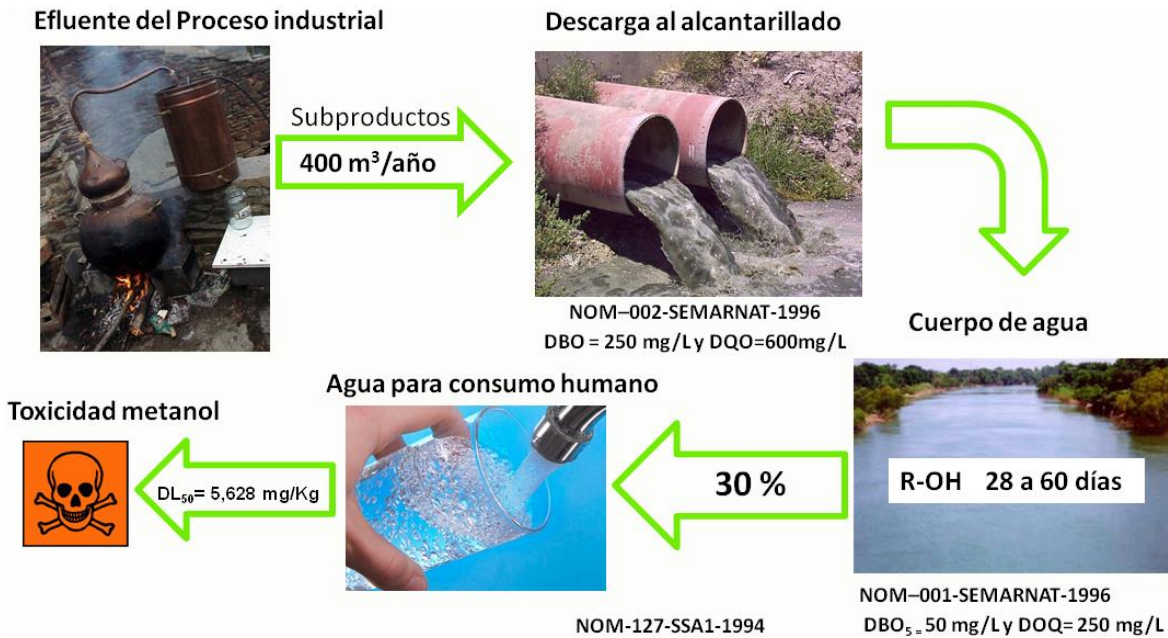 Efluente del Proceso industrial
Descarga al alcantarillado
Subproductos
400 m³/año
NOM–002-SEMARNAT-1996
DBO = 250 mg/L y DQO=600mg/L
Cuerpo de agua
R-OH 28 a 60 días
NOM–001-SEMARNAT-1996
DBO₅ = 50 mg/L y DOQ= 250 mg/L
30 %
Agua para consumo humano
NOM-127-SSA1-1994
Toxicidad metanol
DL₅₀= 5,628 mg/Kg